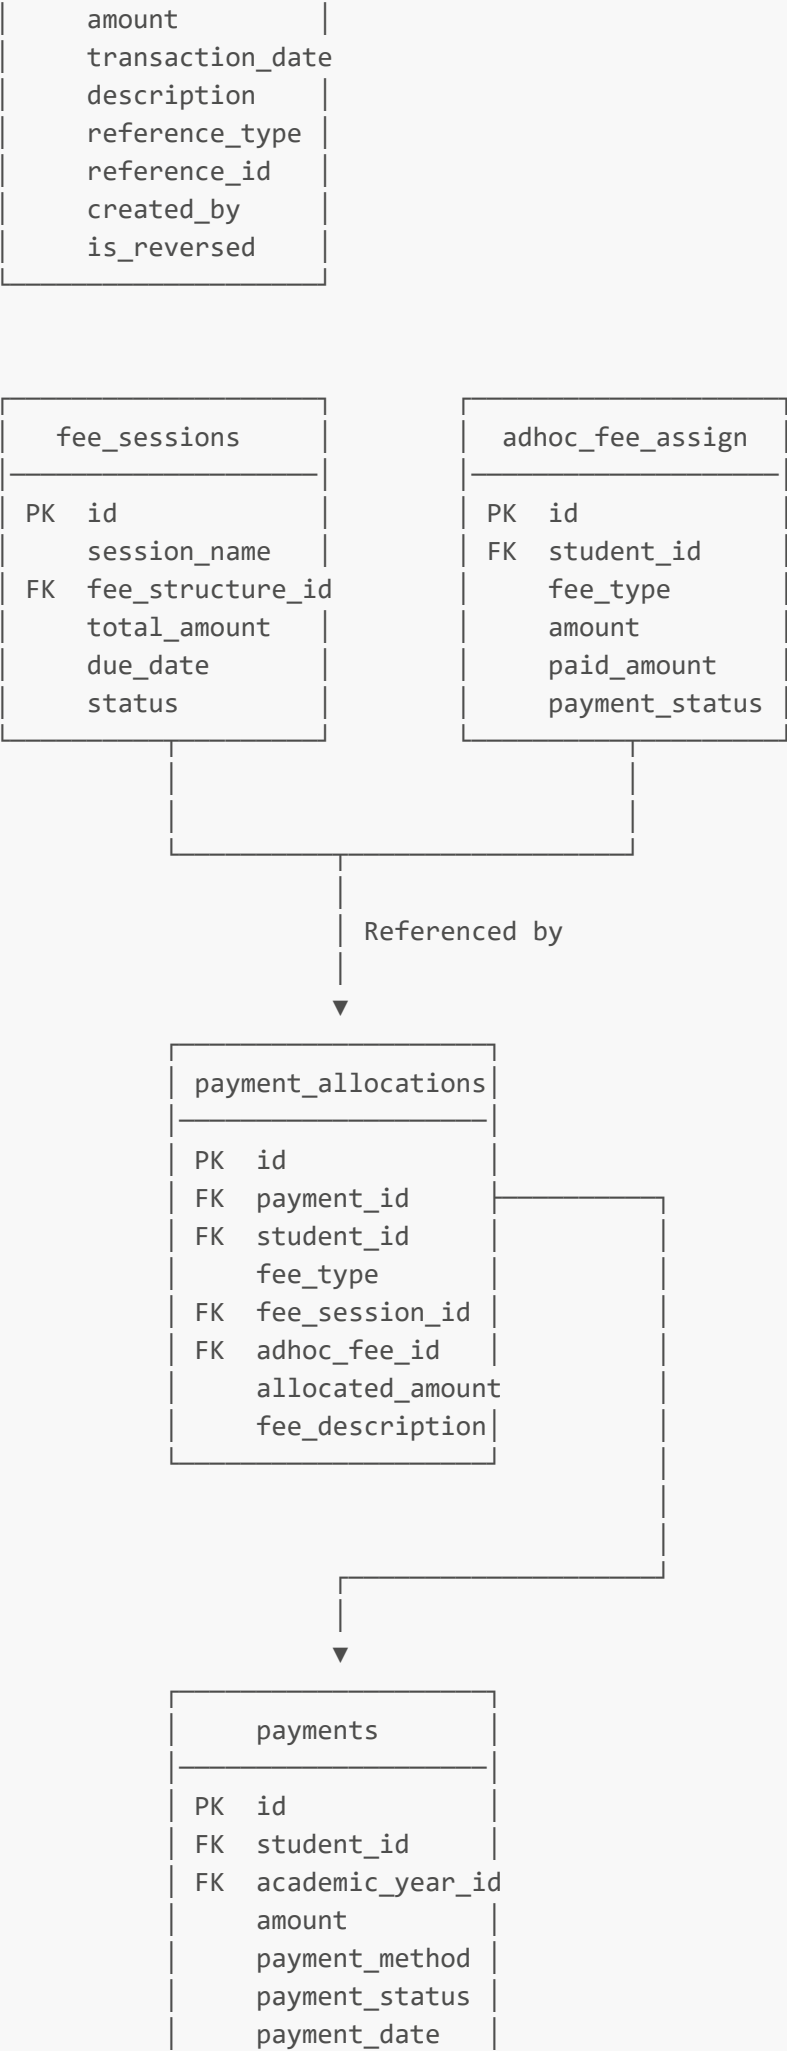 amount
transaction_date
description
reference_type
reference_id
created_by
is_reversed
fee_sessions
PK id
session_name
FK fee_structure_id
total_amount
due_date
status
adhoc_fee_assign
PK id
FK student_id
fee_type
amount
paid_amount
payment_status
Referenced by
payment_allocations
PK id
FK payment_id
FK student_id
fee_type
FK fee_session_id
FK adhoc_fee_id
allocated_amount
fee_description
payments
PK id
FK student_id
FK academic_year_id
amount
payment_method
payment_status
payment_date